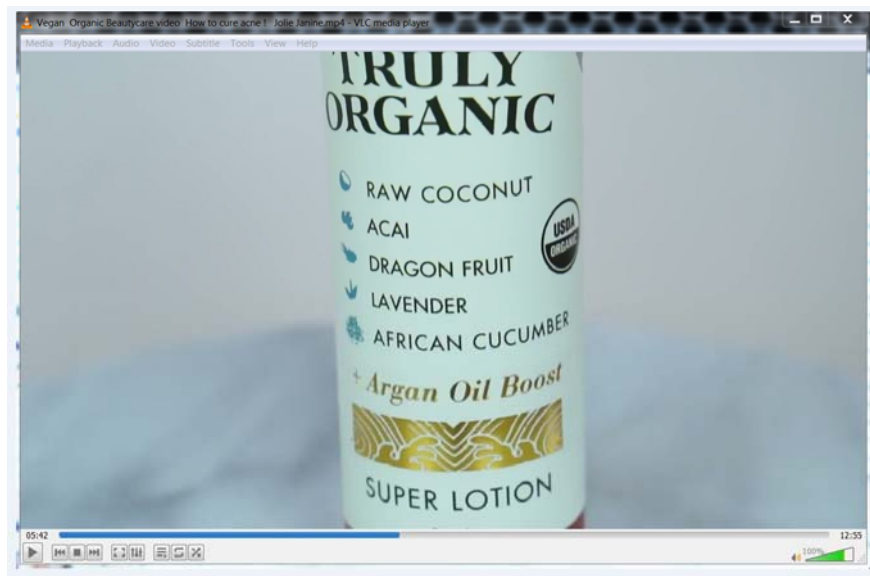 Vegan Organic Beautycare video How to cure acne ! Jolie Janine.mp4 - VLC media player
Media Playback Audio Video Subtitle Tools View Help
TRULY
ORGANIC
RAW COCONUT
ACAI
DRAGON FRUIT
LAVENDER
AFRICAN CUCUMBER
USDA
ORGANIC
+ Argan Oil Boost
SUPER LOTION
05:42
12:55
100%